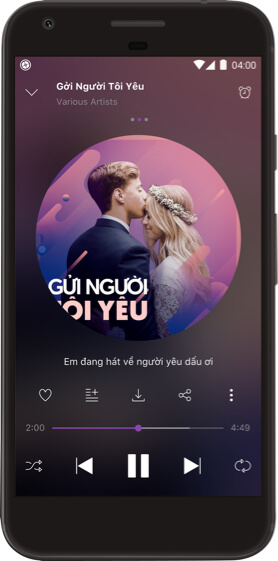 04:00
Gởi Người Tôi Yêu
Various Artists
GỬI NGƯỜI
TÔI YÊU
Em đang hát về người yêu dấu ơi
2:00
4:49